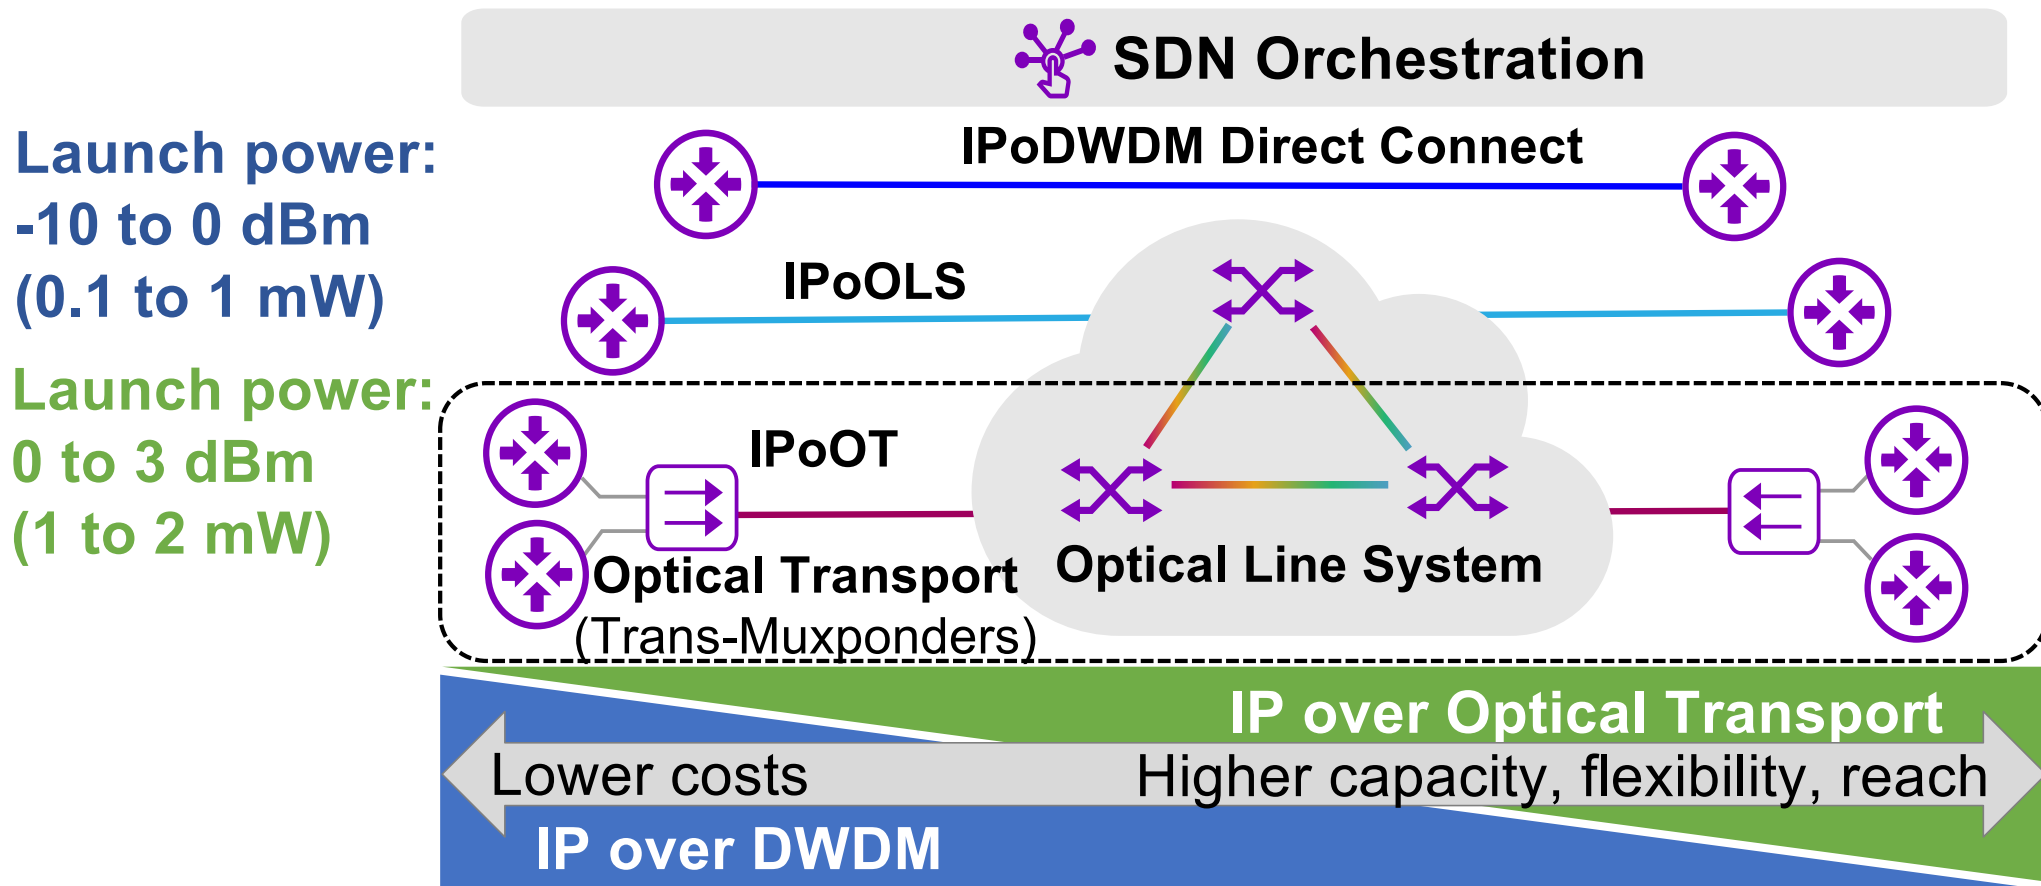 SDN Orchestration
Launch power:
-10 to 0 dBm
(0.1 to 1 mW)
IPoDWDM Direct Connect
IPoOLS
Launch power:
0 to 3 dBm
(1 to 2 mW)
IPoOT
Optical Transport
(Trans-Muxponders)
Optical Line System
IP over Optical Transport
Lower costs
Higher capacity, flexibility, reach
IP over DWDM